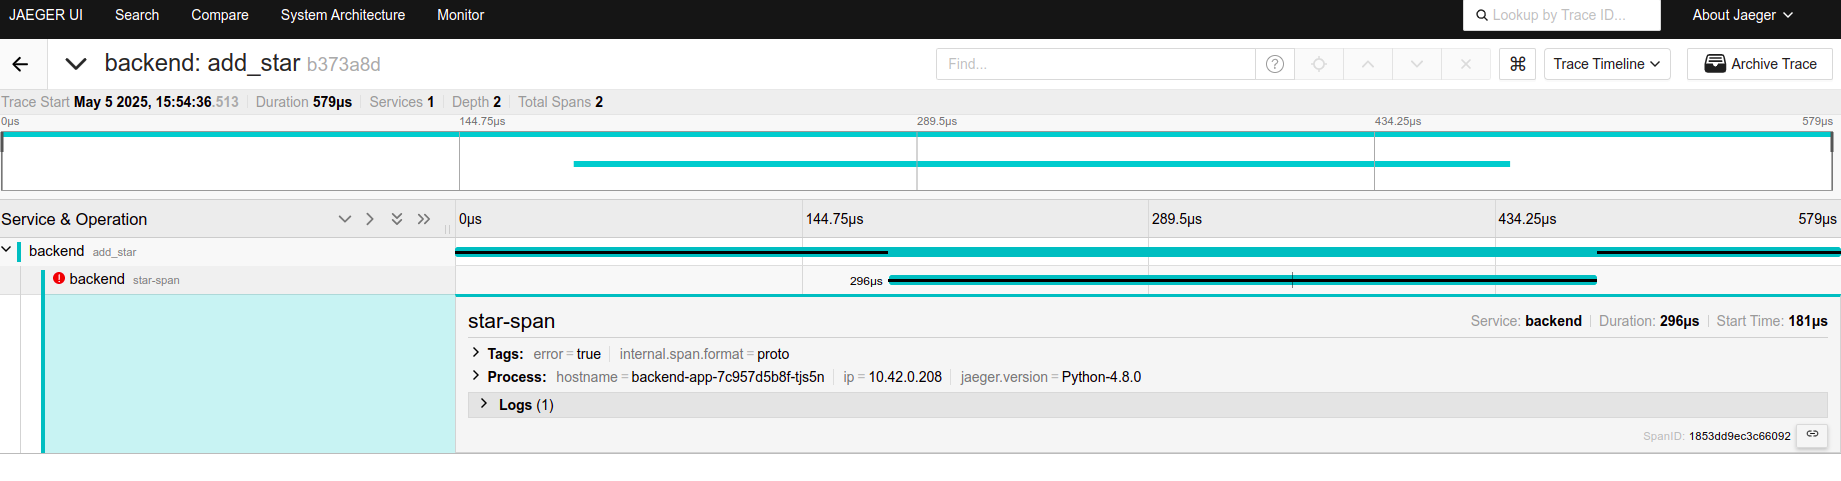 JAEGER UI Search Compare System Architecture Monitor Lookup by Trace ID... About Jaeger
backend: add_star b373a8d Find... ? ⌘ Trace Timeline Archive Trace
Trace Start May 5 2025, 15:54:36.513 Duration 579μs Services 1 Depth 2 Total Spans 2
0μs 144.75μs 289.5μs 434.25μs 579μs
Service & Operation 0μs 144.75μs 289.5μs 434.25μs 579μs
backend add_star
! backend star-span 296μs
star-span Service: backend Duration: 296μs Start Time: 181μs
Tags: error = true internal.span.format = proto
Process: hostname = backend-app-7c957d5b8f-tjs5n ip = 10.42.0.208 jaeger.version = Python-4.8.0
Logs (1)
SpanID: 1853dd9ec3c66092